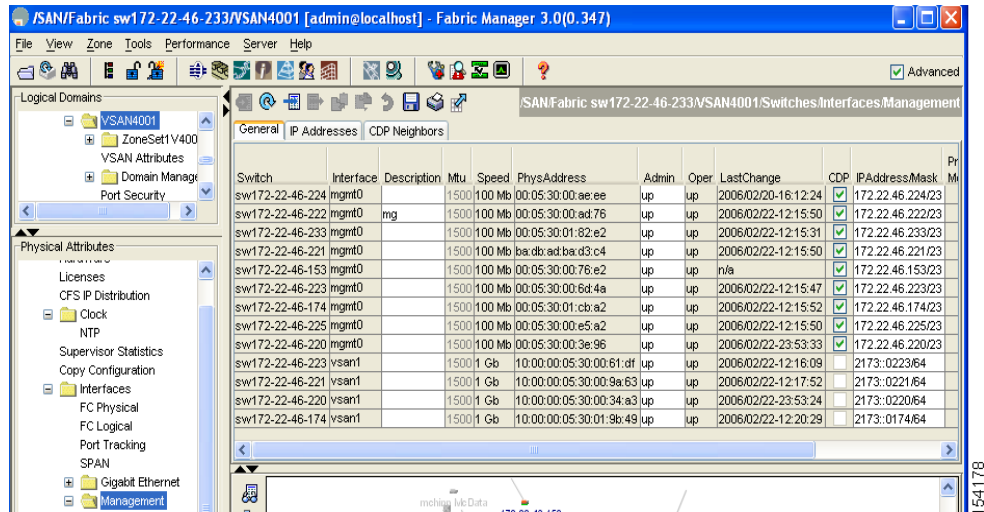 /SAN/Fabric sw172-22-46-233/VSAN4001 [admin@localhost] - Fabric Manager 3.0(0.347)
File View Zone Tools Performance Server Help
Advanced
Logical Domains
VSAN4001
ZoneSet1V400
VSAN Attributes
Domain Manage
Port Security
Physical Attributes
Licenses
CFS IP Distribution
Clock
NTP
Supervisor Statistics
Copy Configuration
Interfaces
FC Physical
FC Logical
Port Tracking
SPAN
Gigabit Ethernet
Management
/SAN/Fabric sw172-22-46-233/VSAN4001/Switches/Interfaces/Management
General IP Addresses CDP Neighbors
Pr
Switch Interface Description Mtu Speed PhysAddress Admin Oper LastChange CDP IPAddress/Mask Mo
sw172-22-46-224 mgmt0 1500 100 Mb 00:05:30:00:ae:ee up up 2006/02/20-16:12:24 172.22.46.224/23
sw172-22-46-222 mgmt0 mg 1500 100 Mb 00:05:30:00:ad:76 up up 2006/02/22-12:15:50 172.22.46.222/23
sw172-22-46-233 mgmt0 1500 100 Mb 00:05:30:01:82:e2 up up 2006/02/22-12:15:31 172.22.46.233/23
sw172-22-46-221 mgmt0 1500 100 Mb ba:db:ad:ba:d3:c4 up up 2006/02/22-12:15:50 172.22.46.221/23
sw172-22-46-153 mgmt0 1500 100 Mb 00:05:30:00:76:e2 up up n/a 172.22.46.153/23
sw172-22-46-223 mgmt0 1500 100 Mb 00:05:30:00:6d:4a up up 2006/02/22-12:15:47 172.22.46.223/23
sw172-22-46-174 mgmt0 1500 100 Mb 00:05:30:01:cb:a2 up up 2006/02/22-12:15:52 172.22.46.174/23
sw172-22-46-225 mgmt0 1500 100 Mb 00:05:30:00:e5:a2 up up 2006/02/22-12:15:50 172.22.46.225/23
sw172-22-46-220 mgmt0 1500 100 Mb 00:05:30:00:3e:96 up up 2006/02/22-23:53:33 172.22.46.220/23
sw172-22-46-223 vsan1 1500 1 Gb 10:00:00:05:30:00:61:df up up 2006/02/22-12:16:09 2173::0223/64
sw172-22-46-221 vsan1 1500 1 Gb 10:00:00:05:30:00:9a:63 up up 2006/02/22-12:17:52 2173::0221/64
sw172-22-46-220 vsan1 1500 1 Gb 10:00:00:05:30:00:34:a3 up up 2006/02/22-23:53:24 2173::0220/64
sw172-22-46-174 vsan1 1500 1 Gb 10:00:00:05:30:01:9b:49 up up 2006/02/22-12:20:29 2173::0174/64
mching McData
154178